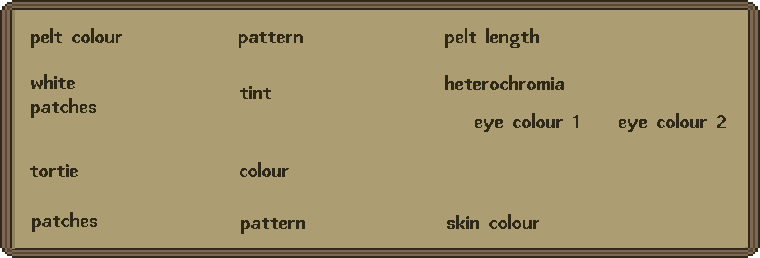 pelt colour pattern pelt length
white
patches
tint
heterochromia
eye colour 1 eye colour 2
tortie colour
patches pattern skin colour